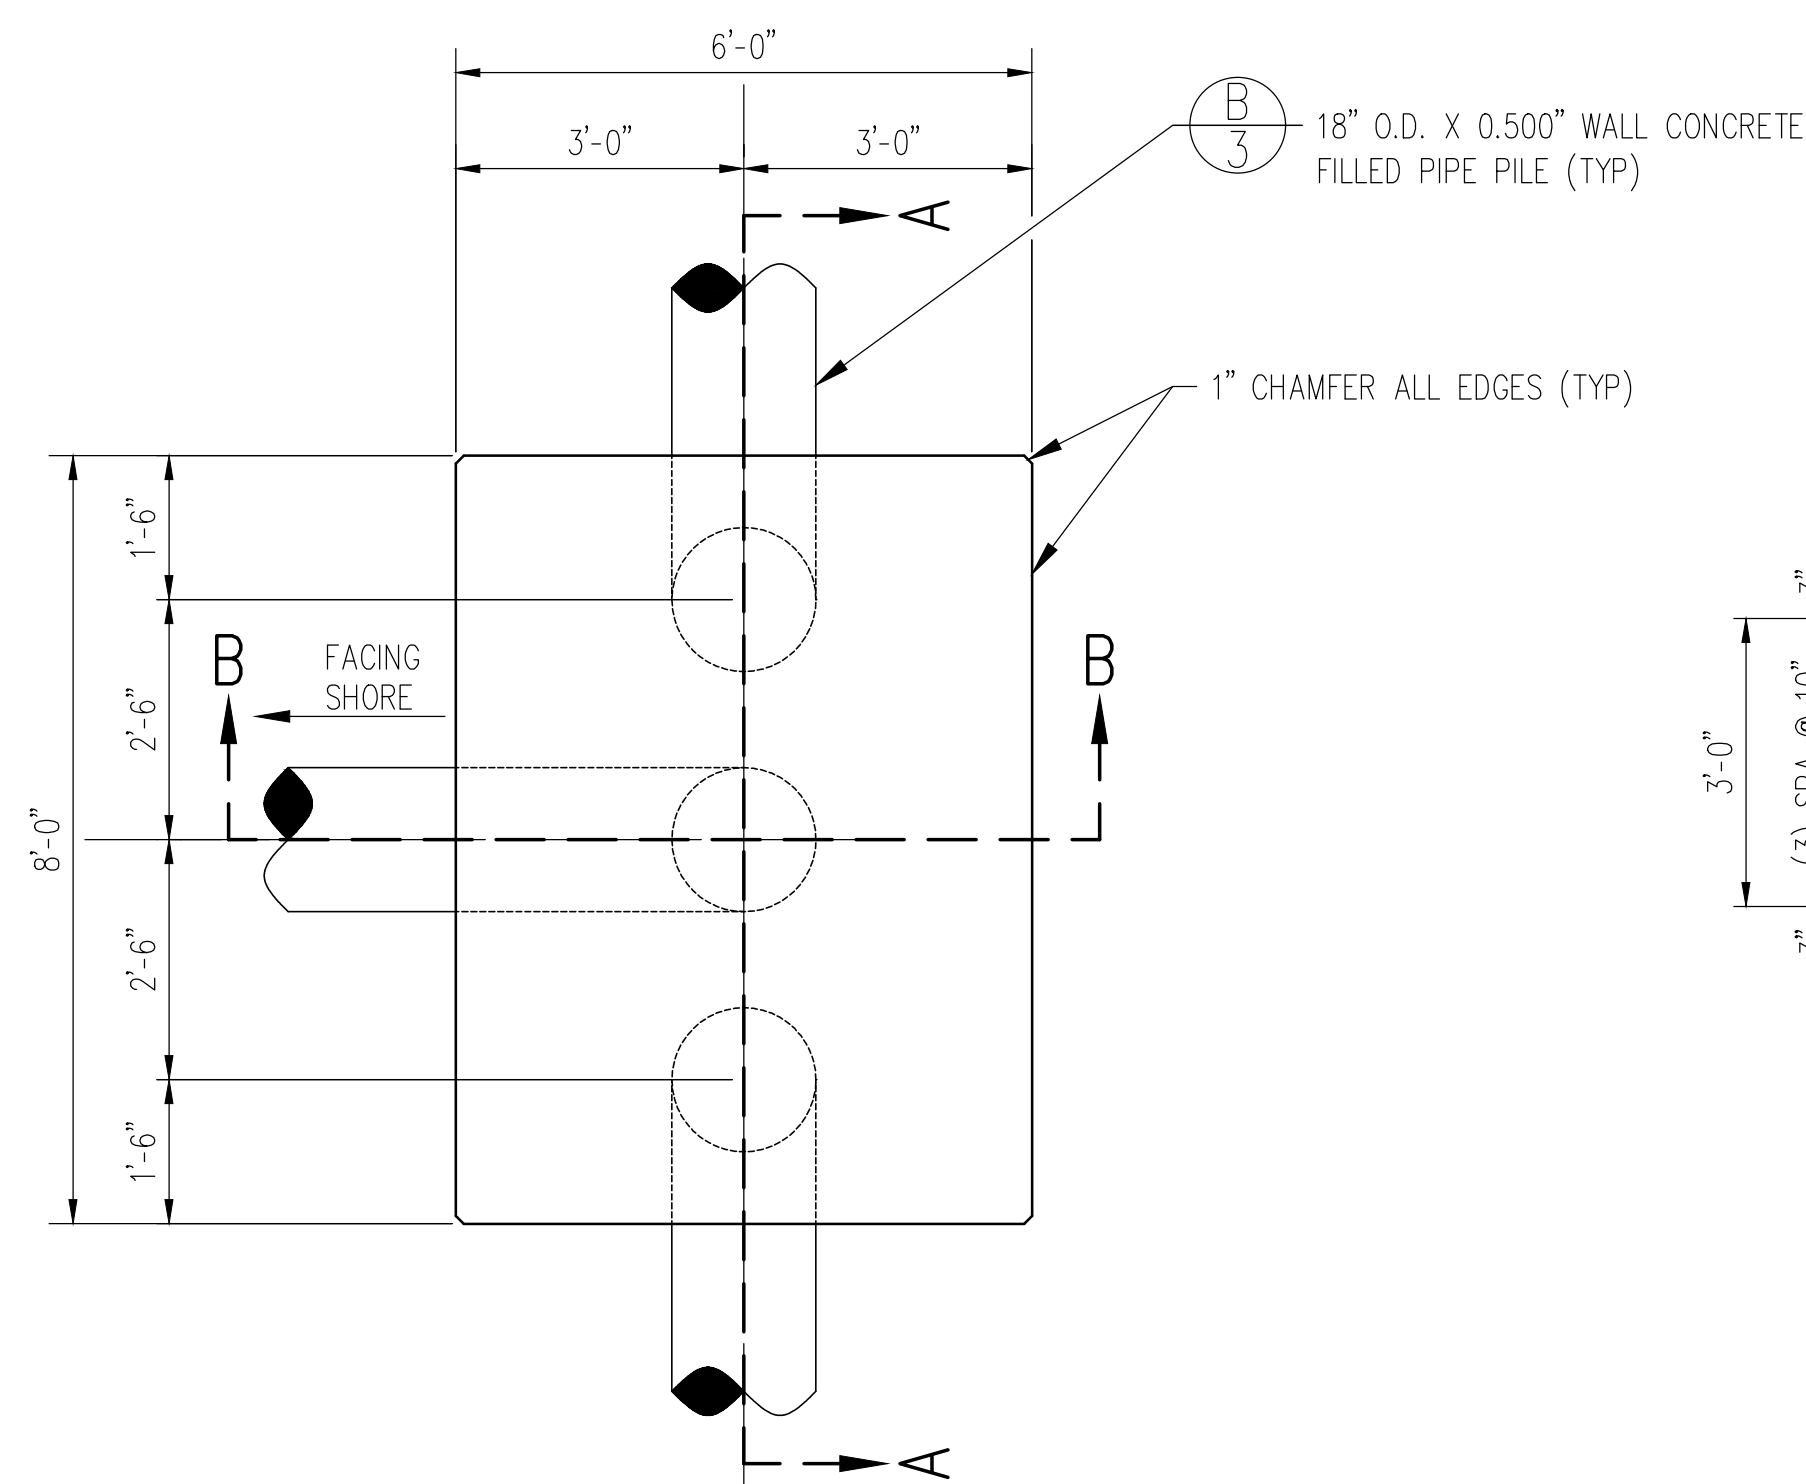 6'-0"
3'-0"
3'-0"
B
3
18" O.D. X 0.500" WALL CONCRETE
FILLED PIPE PILE (TYP)
A
1" CHAMFER ALL EDGES (TYP)
1'-6"
2'-6"
8'-0"
2'-6"
1'-6"
B
FACING
SHORE
B
3'-0"
A